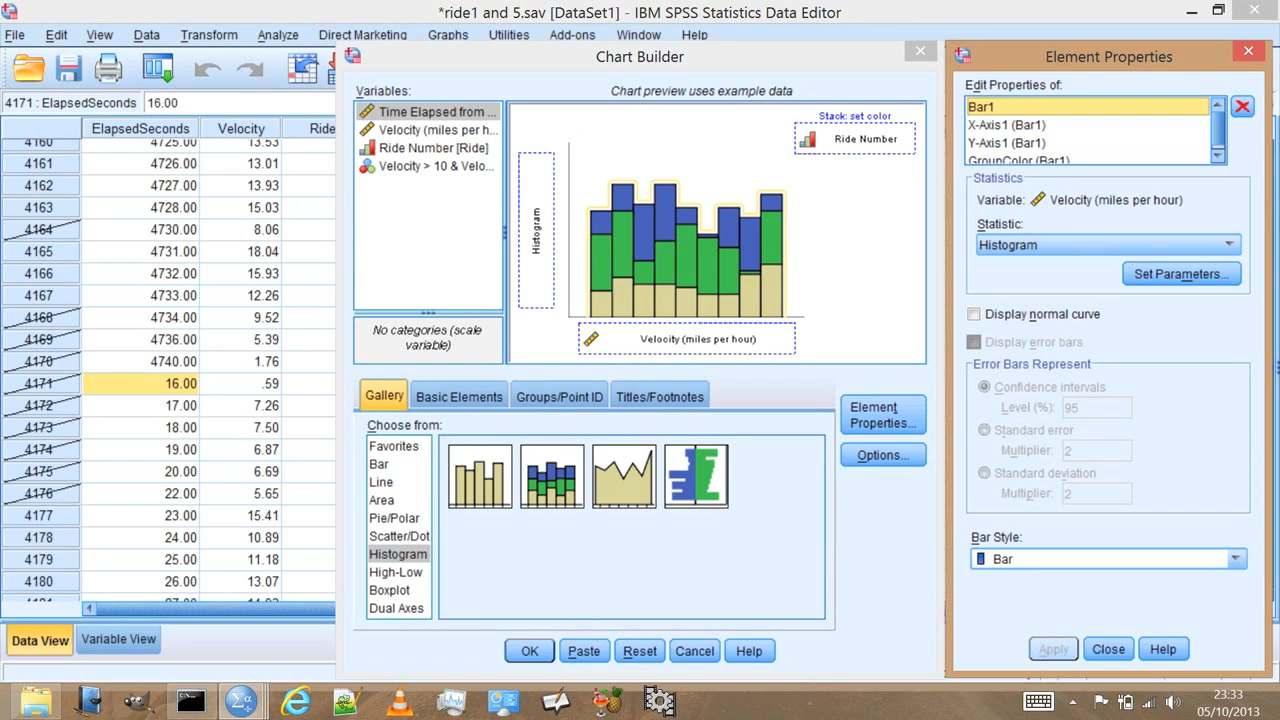 *ride1 and 5.sav [DataSet1] - IBM SPSS Statistics Data Editor
File Edit View Data Transform Analyze Direct Marketing Graphs Utilities Add-ons Window Help
4171 : ElapsedSeconds 16.00
ElapsedSeconds Velocity Ride
4160 4725.00 13.53
4161 4726.00 13.01
4162 4727.00 13.93
4163 4728.00 15.03
4164 4730.00 8.06
4165 4731.00 18.04
4166 4732.00 15.93
4167 4733.00 12.26
4168 4734.00 9.52
4169 4736.00 5.39
4170 4740.00 1.76
4171 16.00 .59
4172 17.00 7.26
4173 18.00 7.50
4174 19.00 6.87
4175 20.00 6.69
4176 22.00 5.65
4177 23.00 15.41
4178 24.00 10.89
4179 25.00 11.18
4180 26.00 13.07
Data View Variable View
Chart Builder
Variables:
Time Elapsed from ...
Velocity (miles per h...
Ride Number [Ride]
Velocity > 10 & Velo...
No categories (scale
variable)
Chart preview uses example data
Stack: set color
Ride Number
Histogram
Velocity (miles per hour)
Gallery Basic Elements Groups/Point ID Titles/Footnotes
Choose from:
Favorites
Bar
Line
Area
Pie/Polar
Scatter/Dot
Histogram
High-Low
Boxplot
Dual Axes
Element
Properties...
Options...
OK Paste Reset Cancel Help
Element Properties
Edit Properties of:
Bar1
X-Axis1 (Bar1)
Y-Axis1 (Bar1)
GroupColor (Bar1)
Statistics
Variable: Velocity (miles per hour)
Statistic:
Histogram
Set Parameters...
Display normal curve
Display error bars
Error Bars Represent
Confidence intervals
Level (%): 95
Standard error
Multiplier: 2
Standard deviation
Multiplier: 2
Bar Style:
Bar
Apply Close Help
23:33
05/10/2013